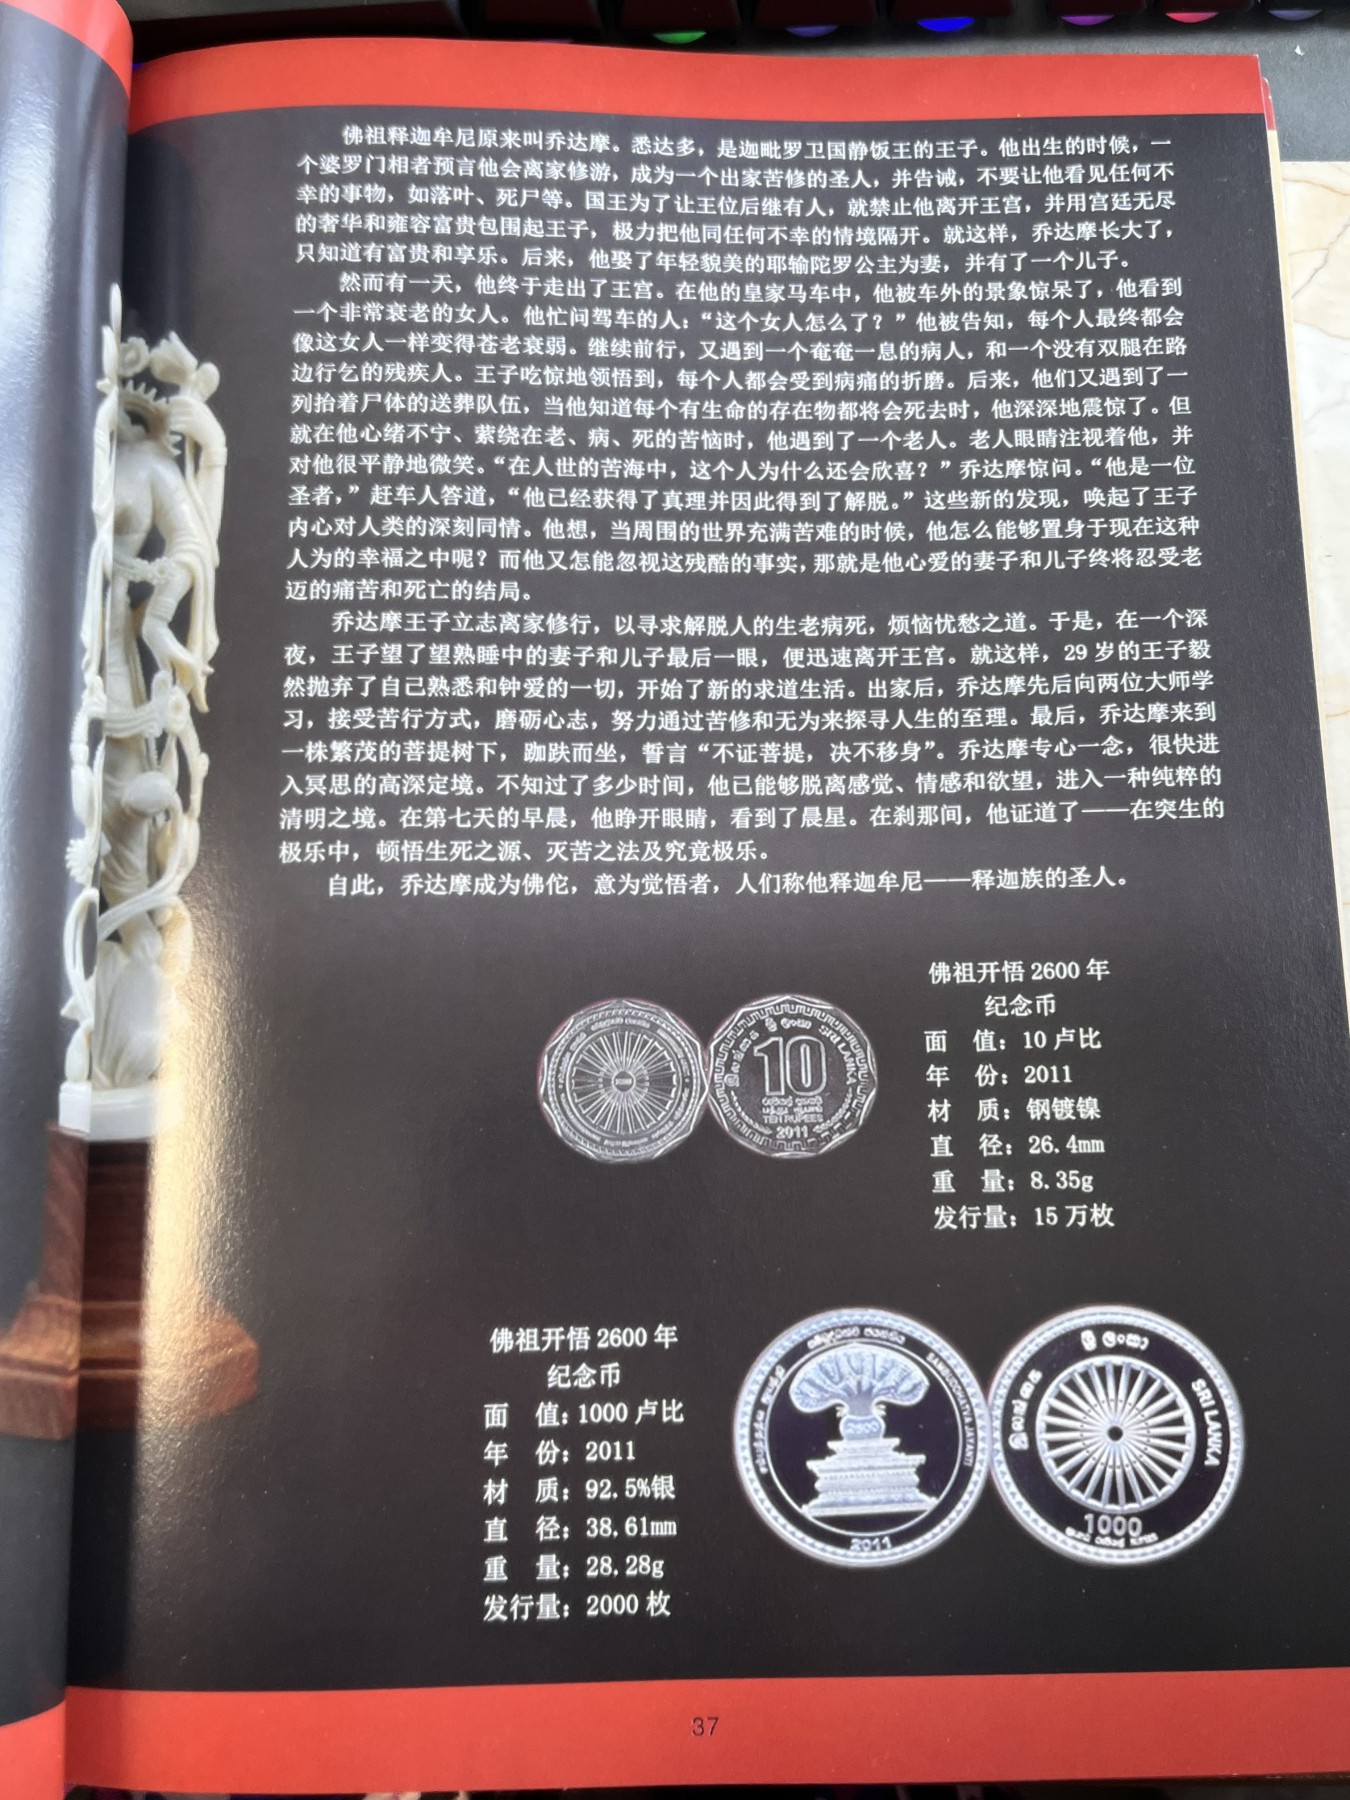 佛祖释迦牟尼原来叫乔达摩。悉达多，是迦毗罗卫国静饭王的王子。他出生的时候，一
个婆罗门相者预言他会离家修游，成为一个出家苦修的圣人，并告诫，不要让他看见任何不
幸的事物，如落叶、死尸等。国王为了让王位后继有人，就禁止他离开王宫，并用宫廷无尽
的奢华和雍容富贵包围起王子，极力把他同任何不幸的情境隔开。就这样，乔达摩长大了，
只知道有富贵和享乐。后来，他娶了年轻貌美的耶输陀罗公主为妻，并有了一个儿子。
然而有一天，他终于走出了王宫。在他的皇家马车中，他被车外的景象惊呆了，他看到
一个非常衰老的女人。他忙问驾车的人：“这个女人怎么了？”他被告知，每个人最终都会
像这女人一样变得苍老衰弱。继续前行，又遇到一个奄奄一息的病人，和一个没有双腿在路
边行乞的残疾人。王子吃惊地领悟到，每个人都会受到病痛的折磨。后来，他们又遇到了一
列抬着尸体的送葬队伍，当他知道每个有生命的存在物都将会死去时，他深深地震惊了。但
就在他心绪不宁、萦绕在老、病、死的苦恼时，他遇到了一个老人。老人眼睛注视着他，并
对他很平静地微笑。“在人世的苦海中，这个人为什么还会欣喜？”乔达摩惊问。“他是一位
圣者，”赶车人答道，“他已经获得了真理并因此得到了解脱。”这些新的发现，唤起了王子
内心对人类的深刻同情。他想，当周围的世界充满苦难的时候，他怎么能够置身于现在这种
人为的幸福之中呢？而他又怎能忽视这残酷的事实，那就是他心爱的妻子和儿子终将忍受老
迈的痛苦和死亡的结局。
乔达摩王子立志离家修行，以寻求解脱人的生老病死，烦恼忧愁之道。于是，在一个深
夜，王子望了望熟睡中的妻子和儿子最后一眼，便迅速离开王宫。就这样，29岁的王子毅
然抛弃了自己熟悉和钟爱的一切，开始了新的求道生活。出家后，乔达摩先后向两位大师学
习，接受苦行方式，磨砺心志，努力通过苦修和无为来探寻人生的至理。最后，乔达摩来到
一株繁茂的菩提树下，跏趺而坐，誓言“不证菩提，决不移身”。乔达摩专心一念，很快进
入冥思的高深定境。不知过了多少时间，他已能够脱离感觉、情感和欲望，进入一种纯粹的
清明之境。在第七天的早晨，他睁开眼睛，看到了晨星。在刹那间，他证道了——在突生的
极乐中，顿悟生死之源、灭苦之法及究竟极乐。
自此，乔达摩成为佛佗，意为觉悟者，人们称他释迦牟尼——释迦族的圣人。
佛祖开悟2600年
纪念币
面 值：10卢比
年 份：2011
材 质：钢镀镍
直 径：26.4mm
重 量：8.35g
发行量：15万枚
ශ්‍රී ලංකා
இலங்கை
SRI LANKA
10
TEN RUPEES
2011
佛祖开悟2600年
纪念币
面 值：1000卢比
年 份：2011
材 质：92.5%银
直 径：38.61mm
重 量：28.28g
发行量：2000枚
SAMBUDDHATVA JAYANTI
2600
2011
ශ්‍රී ලංකා
இலங்கை
SRI LANKA
1000
37